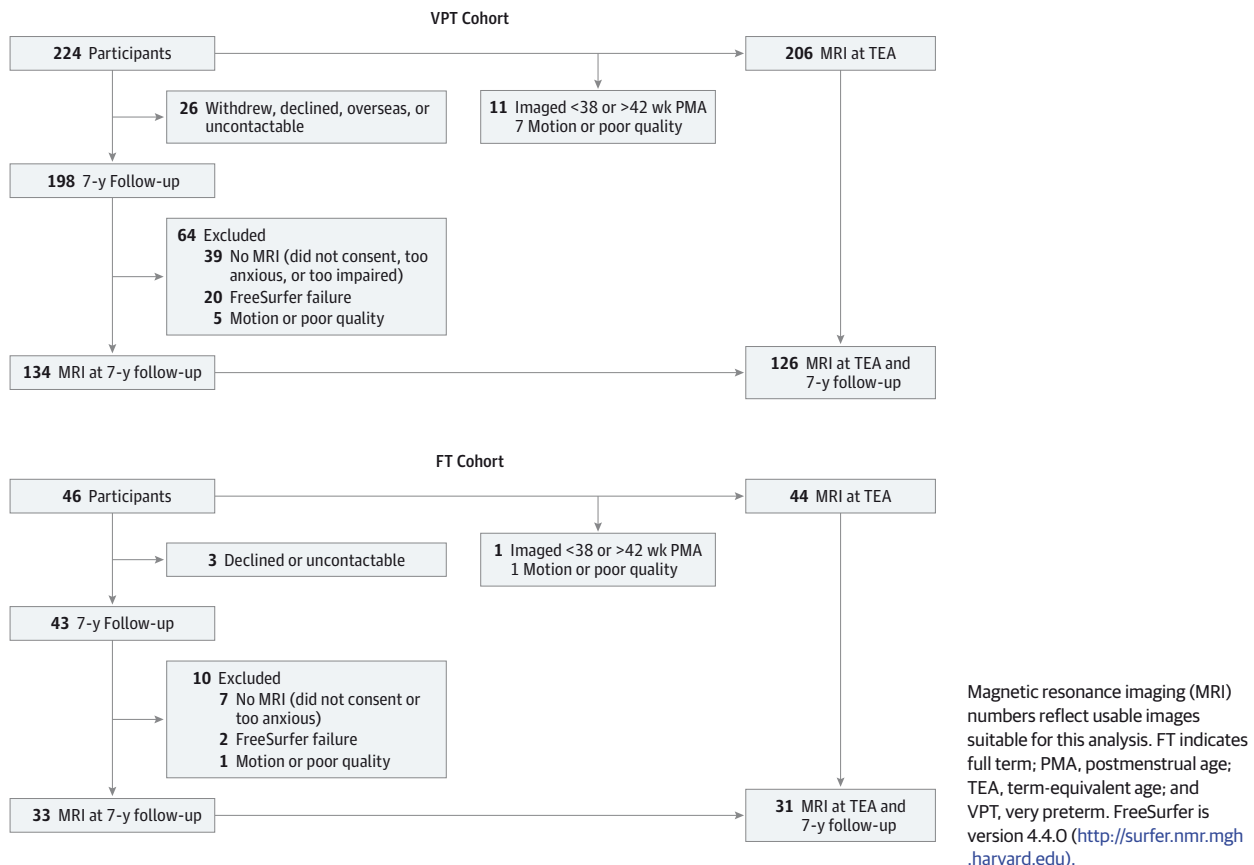 VPT Cohort
224 Participants
206 MRI at TEA
26 Withdrew, declined, overseas, or
uncontactable
11 Imaged <38 or >42 wk PMA
7 Motion or poor quality
198 7-y Follow-up
64 Excluded
39 No MRI (did not consent, too
anxious, or too impaired)
20 FreeSurfer failure
5 Motion or poor quality
134 MRI at 7-y follow-up
126 MRI at TEA and
7-y follow-up
FT Cohort
46 Participants
44 MRI at TEA
3 Declined or uncontactable
1 Imaged <38 or >42 wk PMA
1 Motion or poor quality
43 7-y Follow-up
10 Excluded
7 No MRI (did not consent or
too anxious)
2 FreeSurfer failure
1 Motion or poor quality
33 MRI at 7-y follow-up
31 MRI at TEA and
7-y follow-up
Magnetic resonance imaging (MRI)
numbers reflect usable images
suitable for this analysis. FT indicates
full term; PMA, postmenstrual age;
TEA, term-equivalent age; and
VPT, very preterm. FreeSurfer is
version 4.4.0 (http://surfer.nmr.mgh
.harvard.edu).